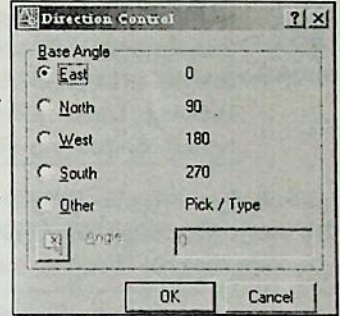 Direction Control
Base Angle
East 0
North 90
West 180
South 270
Other Pick / Type
Angle 0
OK Cancel